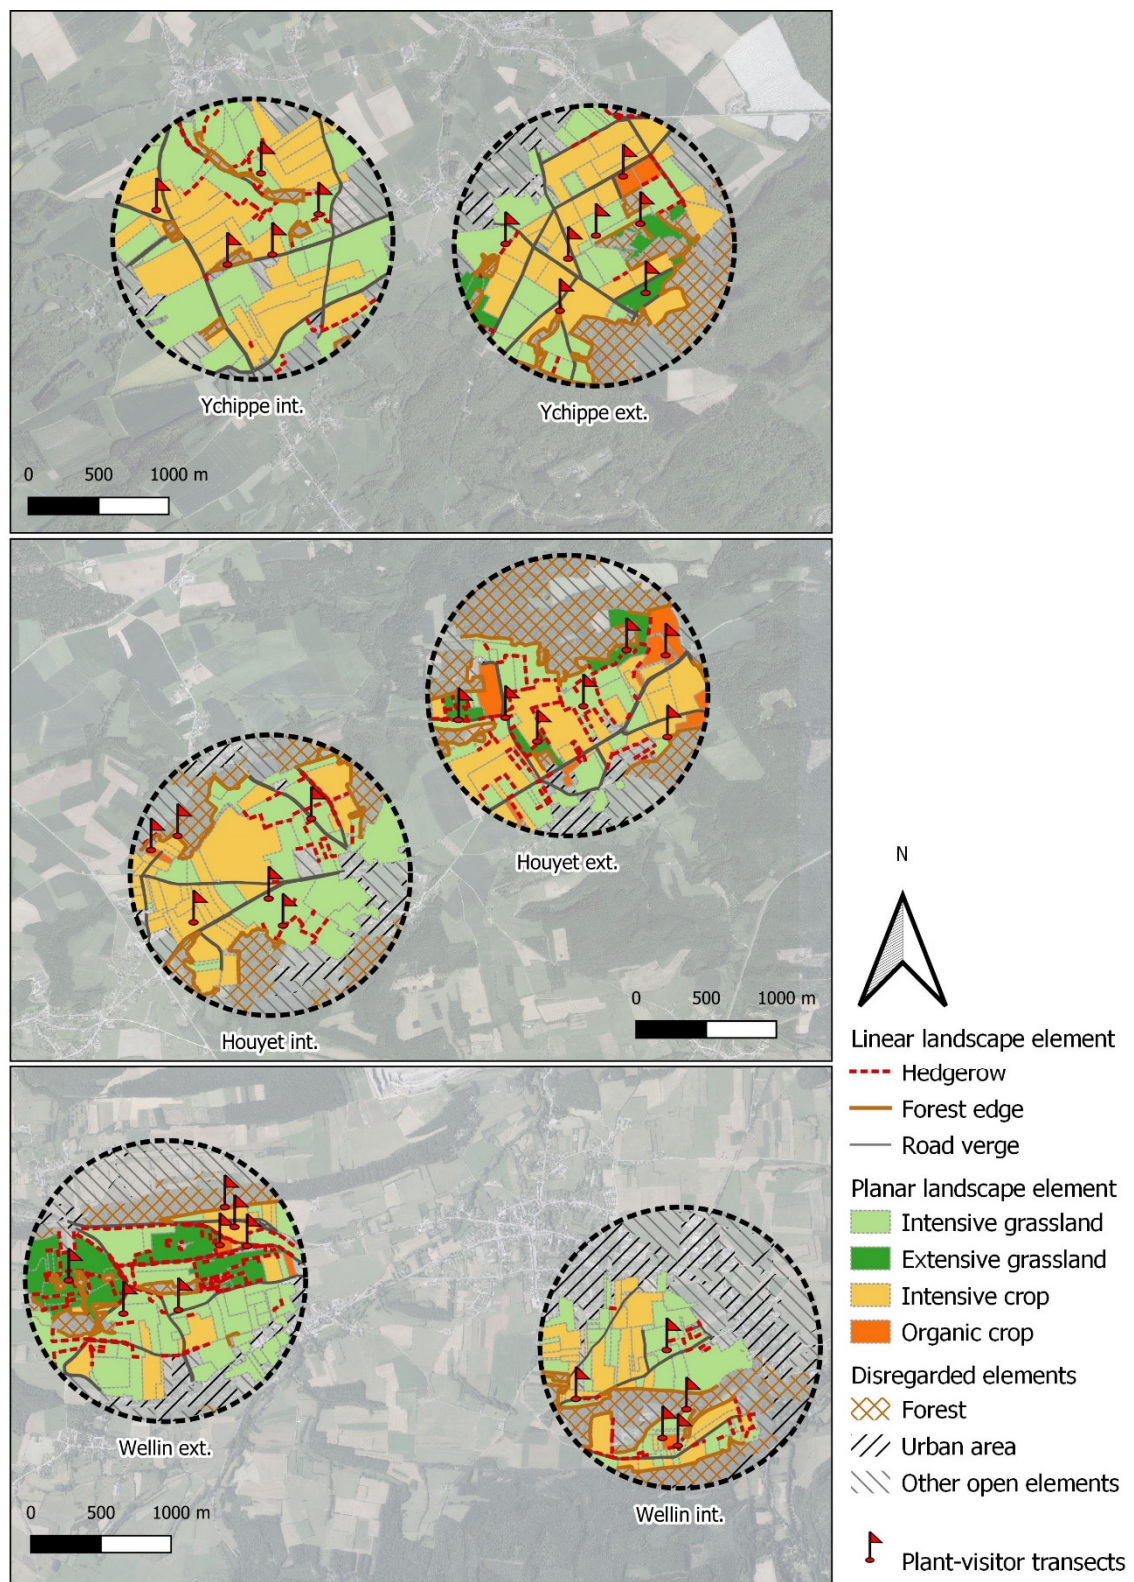 Ychippe int.
Ychippe ext.
0 500 1000 m
Houyet ext.
Houyet int.
0 500 1000 m
Wellin ext.
Wellin int.
0 500 1000 m
N
Linear landscape element
Hedgerow
Forest edge
Road verge
Planar landscape element
Intensive grassland
Extensive grassland
Intensive crop
Organic crop
Disregarded elements
Forest
Urban area
Other open elements
Plant-visitor transects